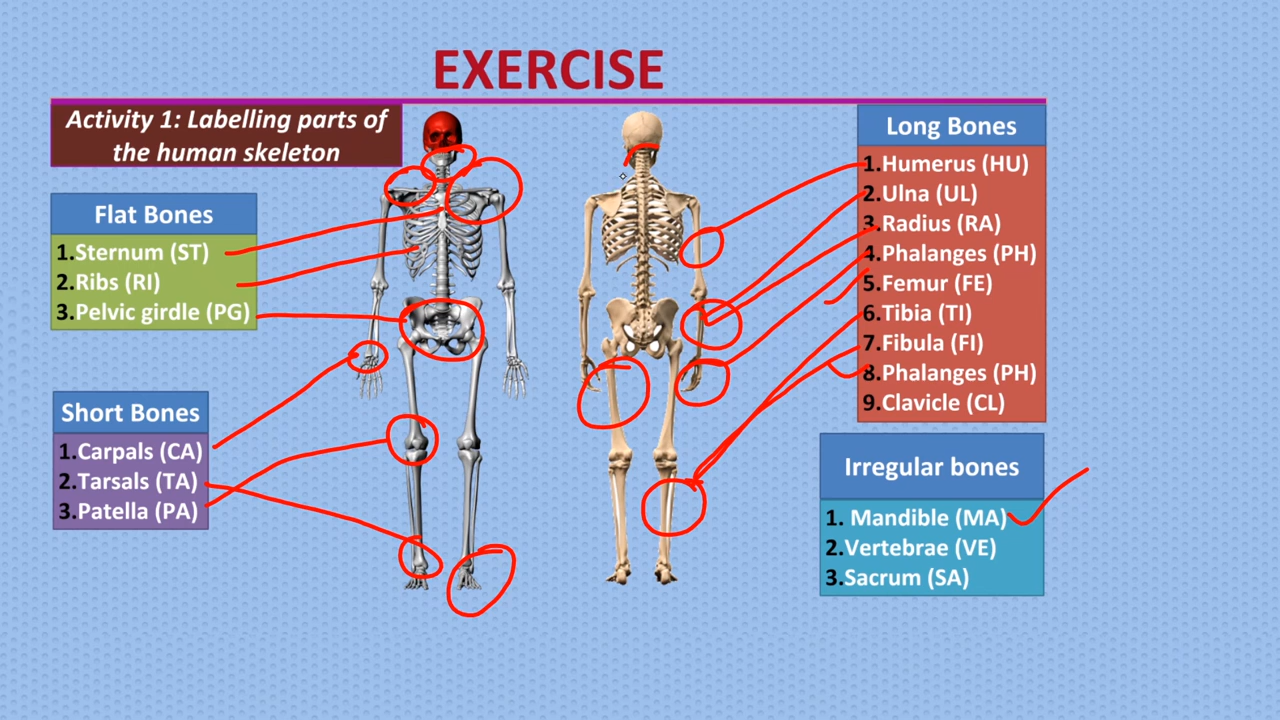 EXERCISE
Activity 1: Labelling parts of
the human skeleton
Flat Bones
1.Sternum (ST)
2.Ribs (RI)
3.Pelvic girdle (PG)
Short Bones
1.Carpals (CA)
2.Tarsals (TA)
3.Patella (PA)
Long Bones
1.Humerus (HU)
2.Ulna (UL)
3.Radius (RA)
4.Phalanges (PH)
5.Femur (FE)
6.Tibia (TI)
7.Fibula (FI)
8.Phalanges (PH)
9.Clavicle (CL)
Irregular bones
1. Mandible (MA)
2.Vertebrae (VE)
3.Sacrum (SA)